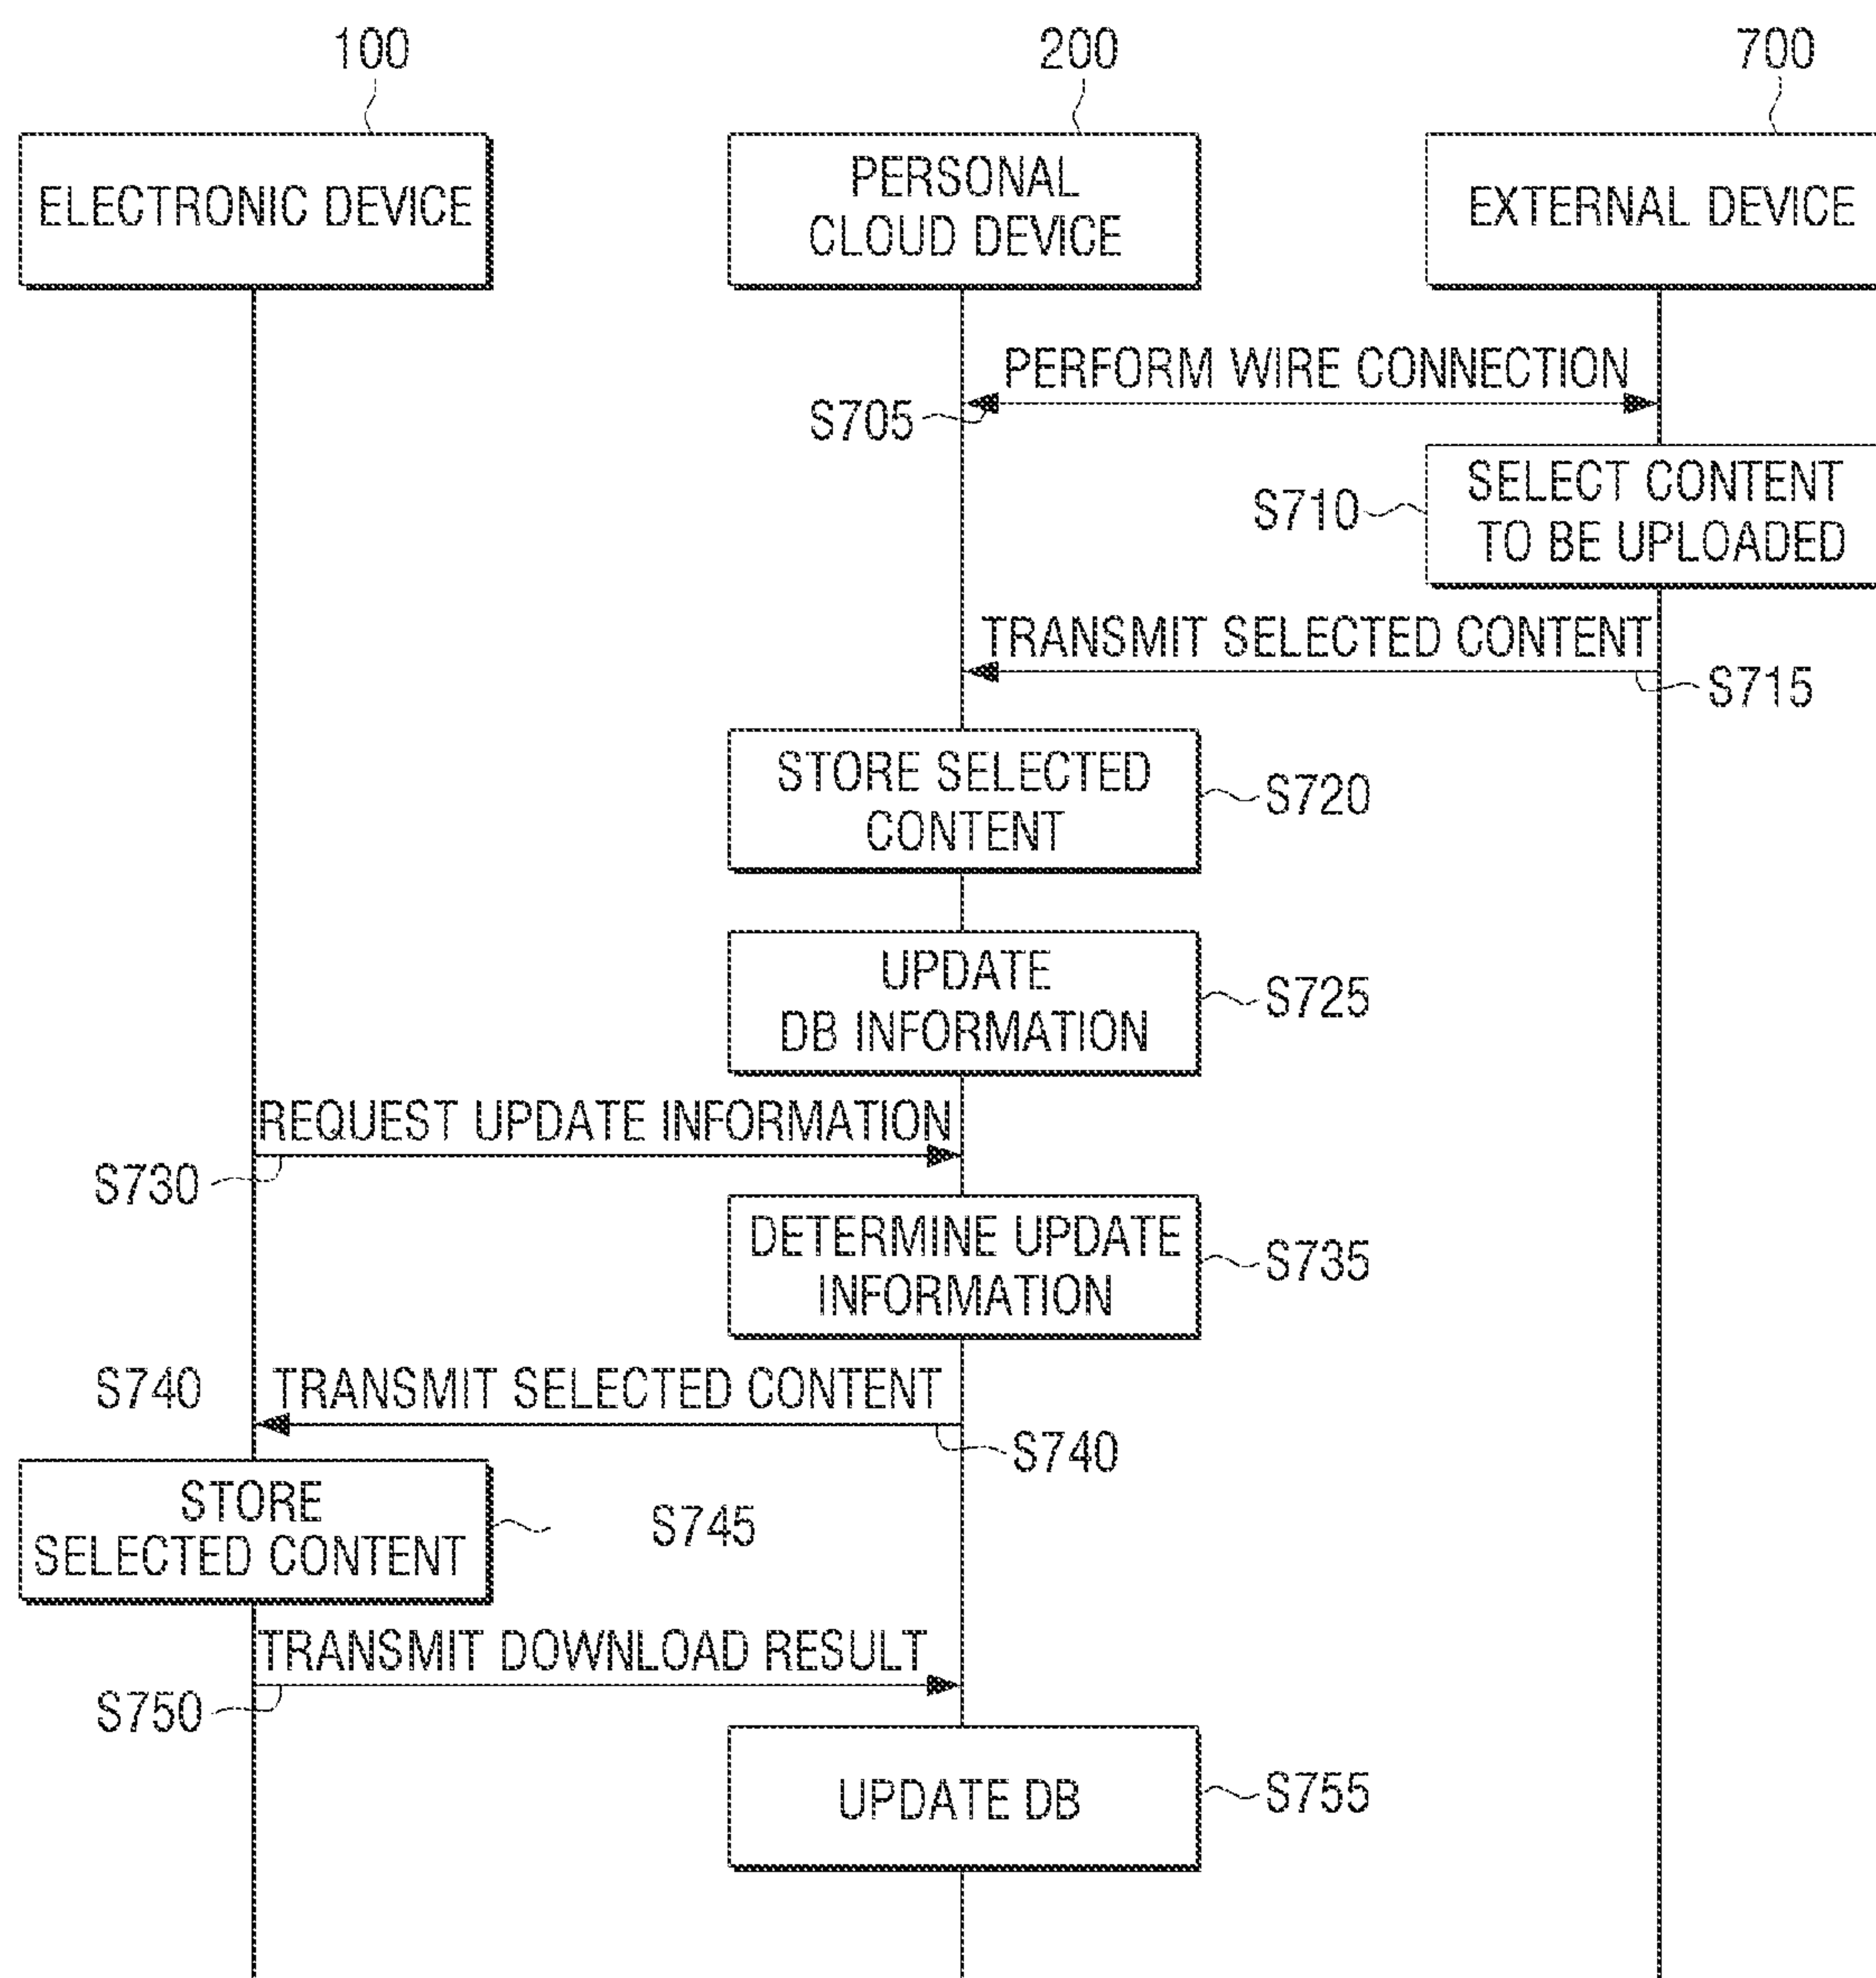 100
200
700
ELECTRONIC DEVICE
PERSONAL
CLOUD DEVICE
EXTERNAL DEVICE
PERFORM WIRE CONNECTION
S705
S710
SELECT CONTENT
TO BE UPLOADED
TRANSMIT SELECTED CONTENT
S715
STORE SELECTED
CONTENT
S720
UPDATE
DB INFORMATION
S725
REQUEST UPDATE INFORMATION
S730
DETERMINE UPDATE
INFORMATION
S735
S740
TRANSMIT SELECTED CONTENT
S740
STORE
SELECTED CONTENT
S745
TRANSMIT DOWNLOAD RESULT
S750
UPDATE DB
S755